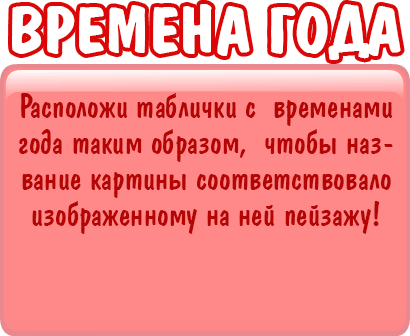 ВРЕМЕНА ГОДА
Расположи таблички с временами
года таким образом, чтобы наз-
вание картины соответствовало
изображенному на ней пейзажу!